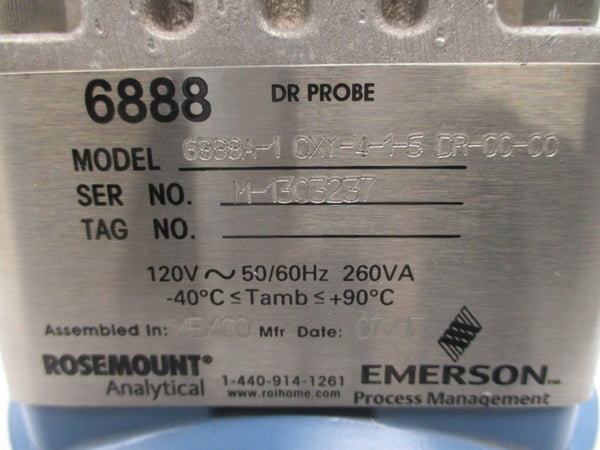 6888 DR PROBE
MODEL 6888A-1 OXY-4-1-5 DR-00-00
SER NO. M-1303237
TAG NO.
120V ~ 50/60Hz 260VA
-40°C ≤ Tamb ≤ +90°C
Assembled In: MEXICO Mfr Date:
ROSEMOUNT® EMERSON™
Analytical 1-440-914-1261 Process Management
www.raihome.com